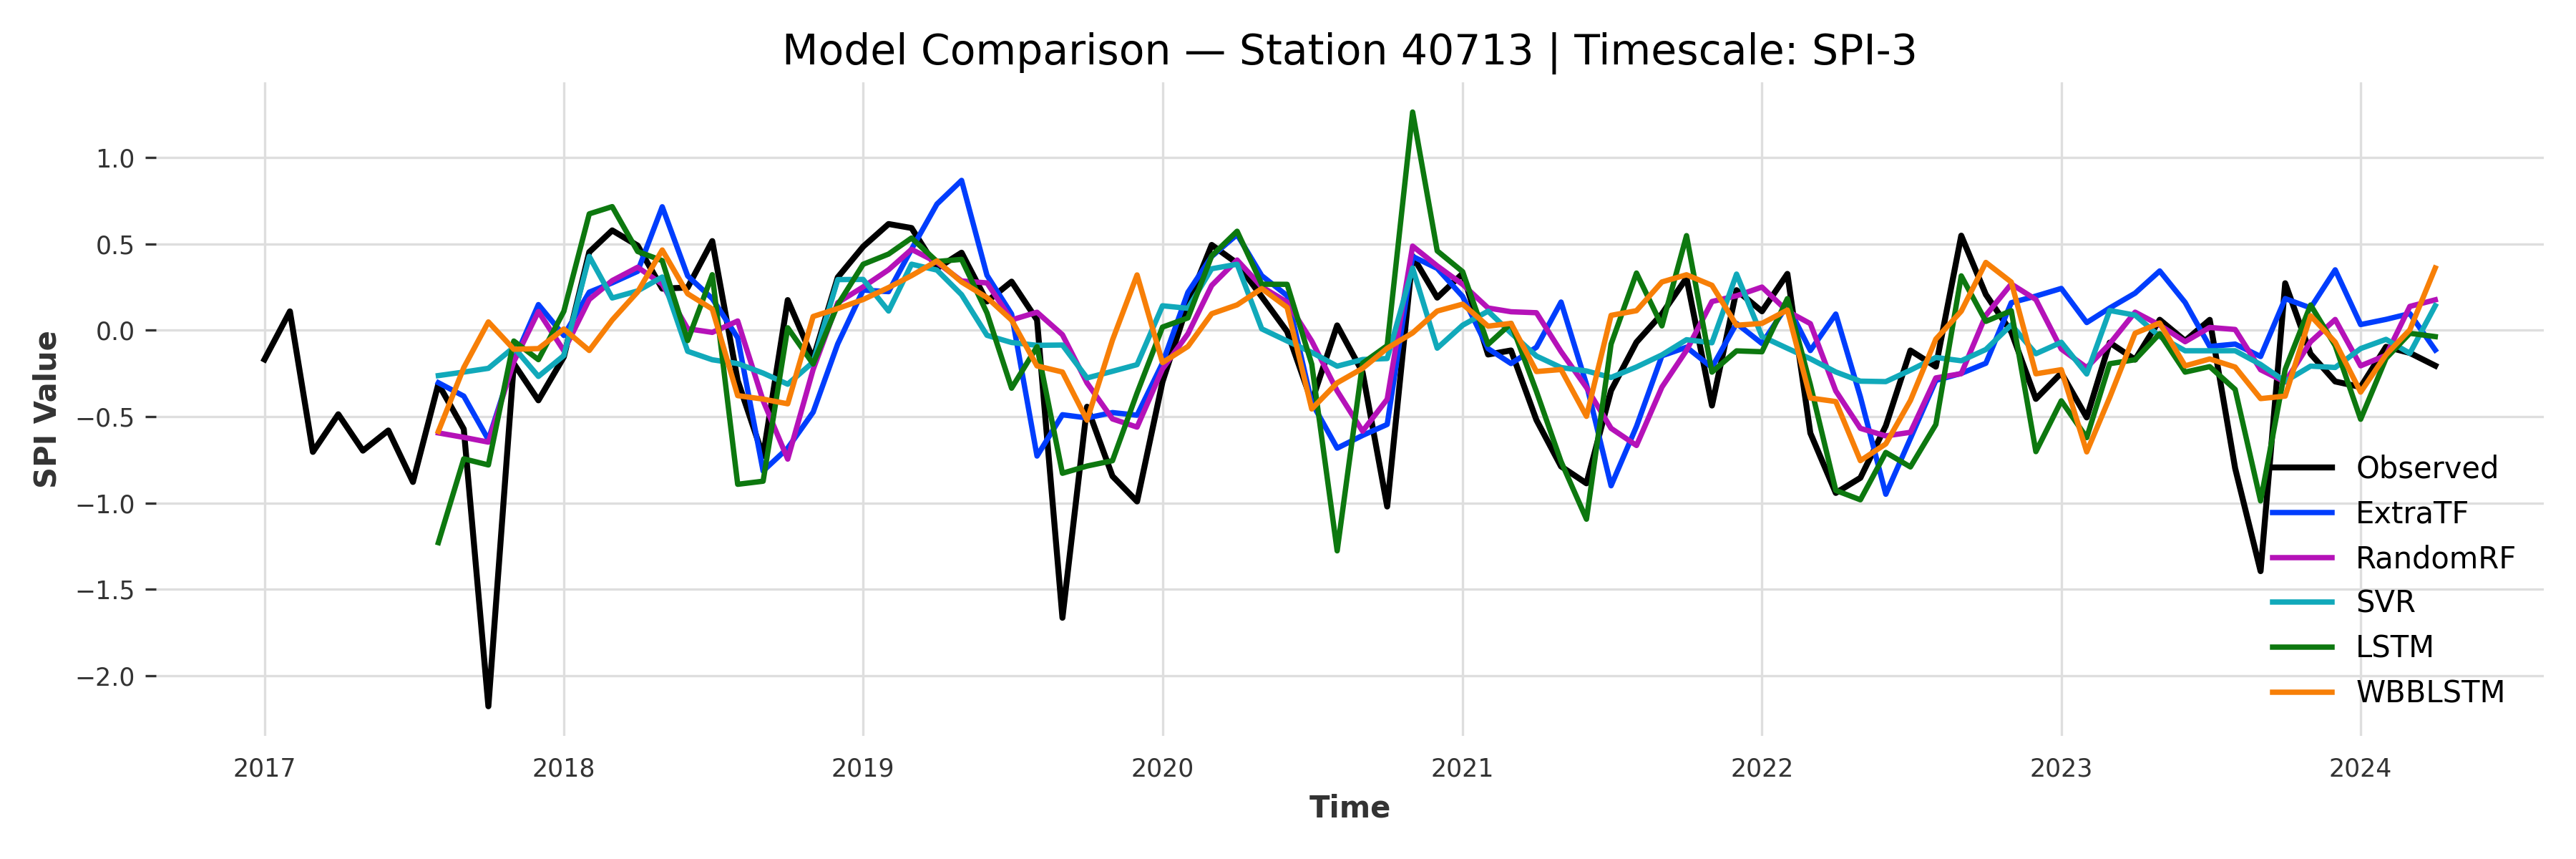 Model Comparison — Station 40713 | Timescale: SPI-3
SPI Value
1.0
0.5
0.0
−0.5
−1.0
−1.5
−2.0
Observed
ExtraTF
RandomRF
SVR
LSTM
WBBLSTM
2017 2018 2019 2020 2021 2022 2023 2024
Time